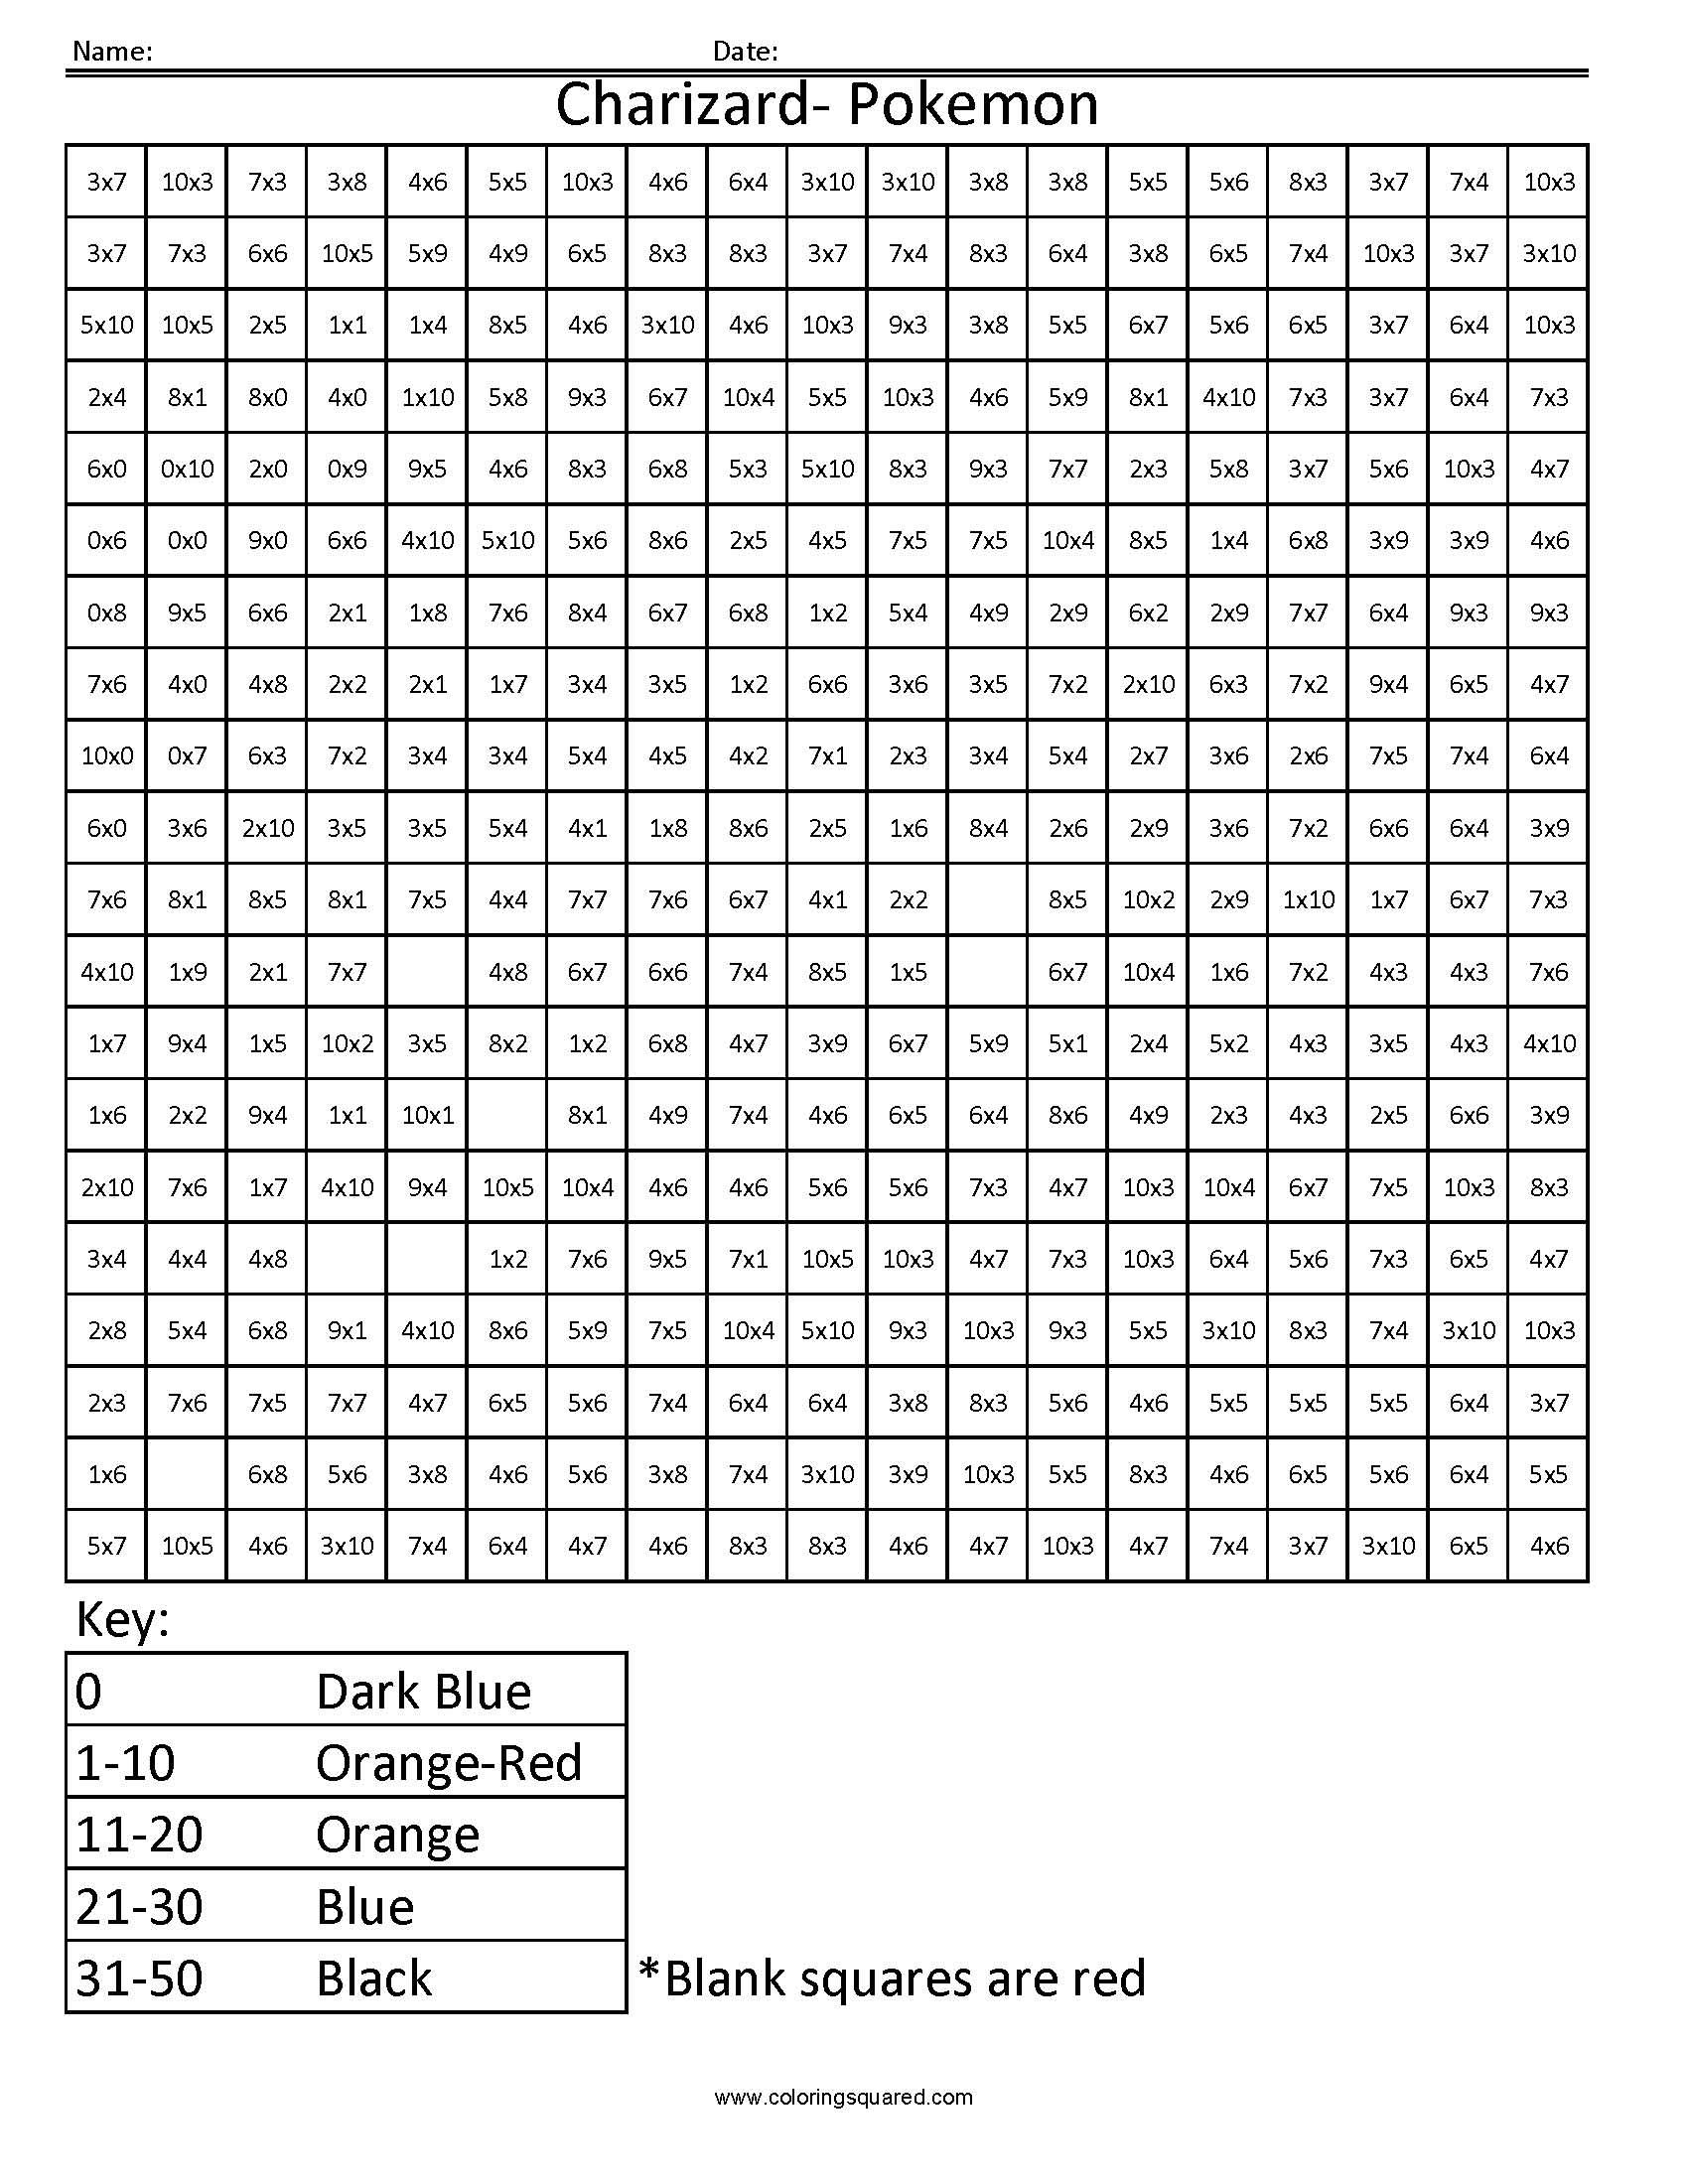 Name: Date:
Charizard- Pokemon
3x7 10x3 7x3 3x8 4x6 5x5 10x3 4x6 6x4 3x10 3x10 3x8 3x8 5x5 5x6 8x3 3x7 7x4 10x3
3x7 7x3 6x6 10x5 5x9 4x9 6x5 8x3 8x3 3x7 7x4 8x3 6x4 3x8 6x5 7x4 10x3 3x7 3x10
5x10 10x5 2x5 1x1 1x4 8x5 4x6 3x10 4x6 10x3 9x3 3x8 5x5 6x7 5x6 6x5 3x7 6x4 10x3
2x4 8x1 8x0 4x0 1x10 5x8 9x3 6x7 10x4 5x5 10x3 4x6 5x9 8x1 4x10 7x3 3x7 6x4 7x3
6x0 0x10 2x0 0x9 9x5 4x6 8x3 6x8 5x3 5x10 8x3 9x3 7x7 2x3 5x8 3x7 5x6 10x3 4x7
0x6 0x0 9x0 6x6 4x10 5x10 5x6 8x6 2x5 4x5 7x5 7x5 10x4 8x5 1x4 6x8 3x9 3x9 4x6
0x8 9x5 6x6 2x1 1x8 7x6 8x4 6x7 6x8 1x2 5x4 4x9 2x9 6x2 2x9 7x7 6x4 9x3 9x3
7x6 4x0 4x8 2x2 2x1 1x7 3x4 3x5 1x2 6x6 3x6 3x5 7x2 2x10 6x3 7x2 9x4 6x5 4x7
10x0 0x7 6x3 7x2 3x4 3x4 5x4 4x5 4x2 7x1 2x3 3x4 5x4 2x7 3x6 2x6 7x5 7x4 6x4
6x0 3x6 2x10 3x5 3x5 5x4 4x1 1x8 8x6 2x5 1x6 8x4 2x6 2x9 3x6 7x2 6x6 6x4 3x9
7x6 8x1 8x5 8x1 7x5 4x4 7x7 7x6 6x7 4x1 2x2 8x5 10x2 2x9 1x10 1x7 6x7 7x3
4x10 1x9 2x1 7x7 4x8 6x7 6x6 7x4 8x5 1x5 6x7 10x4 1x6 7x2 4x3 4x3 7x6
1x7 9x4 1x5 10x2 3x5 8x2 1x2 6x8 4x7 3x9 6x7 5x9 5x1 2x4 5x2 4x3 3x5 4x3 4x10
1x6 2x2 9x4 1x1 10x1 8x1 4x9 7x4 4x6 6x5 6x4 8x6 4x9 2x3 4x3 2x5 6x6 3x9
2x10 7x6 1x7 4x10 9x4 10x5 10x4 4x6 4x6 5x6 5x6 7x3 4x7 10x3 10x4 6x7 7x5 10x3 8x3
3x4 4x4 4x8 1x2 7x6 9x5 7x1 10x5 10x3 4x7 7x3 10x3 6x4 5x6 7x3 6x5 4x7
2x8 5x4 6x8 9x1 4x10 8x6 5x9 7x5 10x4 5x10 9x3 10x3 9x3 5x5 3x10 8x3 7x4 3x10 10x3
2x3 7x6 7x5 7x7 4x7 6x5 5x6 7x4 6x4 6x4 3x8 8x3 5x6 4x6 5x5 5x5 5x5 6x4 3x7
1x6 6x8 5x6 3x8 4x6 5x6 3x8 7x4 3x10 3x9 10x3 5x5 8x3 4x6 6x5 5x6 6x4 5x5
5x7 10x5 4x6 3x10 7x4 6x4 4x7 4x6 8x3 8x3 4x6 4x7 10x3 4x7 7x4 3x7 3x10 6x5 4x6
Key:
0 Dark Blue
1-10 Orange-Red
11-20 Orange
21-30 Blue
31-50 Black *Blank squares are red
www.coloringsquared.com